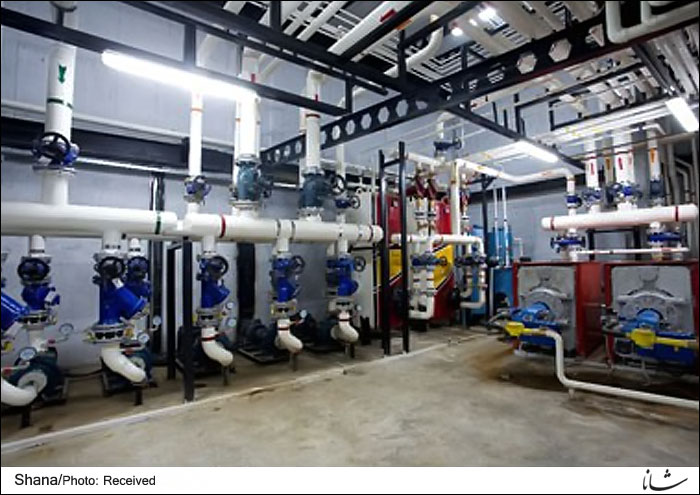 Shana/Photo: Received
شانا